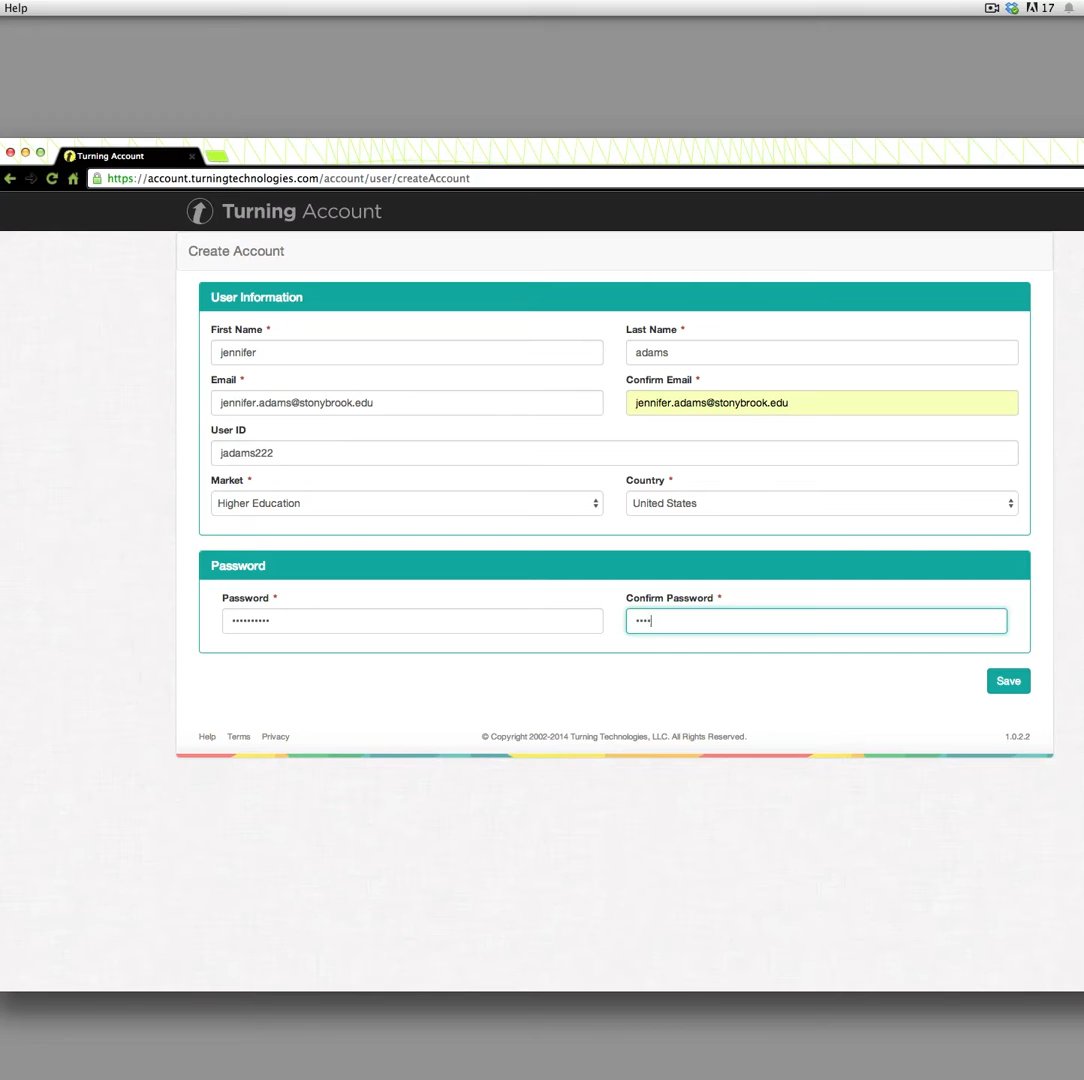 Help
17
Turning Account
https://account.turningtechnologies.com/account/user/createAccount
Turning Account
Create Account
User Information
First Name *
Last Name *
jennifer
adams
Email *
Confirm Email *
jennifer.adams@stonybrook.edu
jennifer.adams@stonybrook.edu
User ID
jadams222
Market *
Country *
Higher Education
United States
Password
Password *
Confirm Password *
••••••••••
••••
Save
Help Terms Privacy
© Copyright 2002-2014 Turning Technologies, LLC. All Rights Reserved.
1.0.2.2